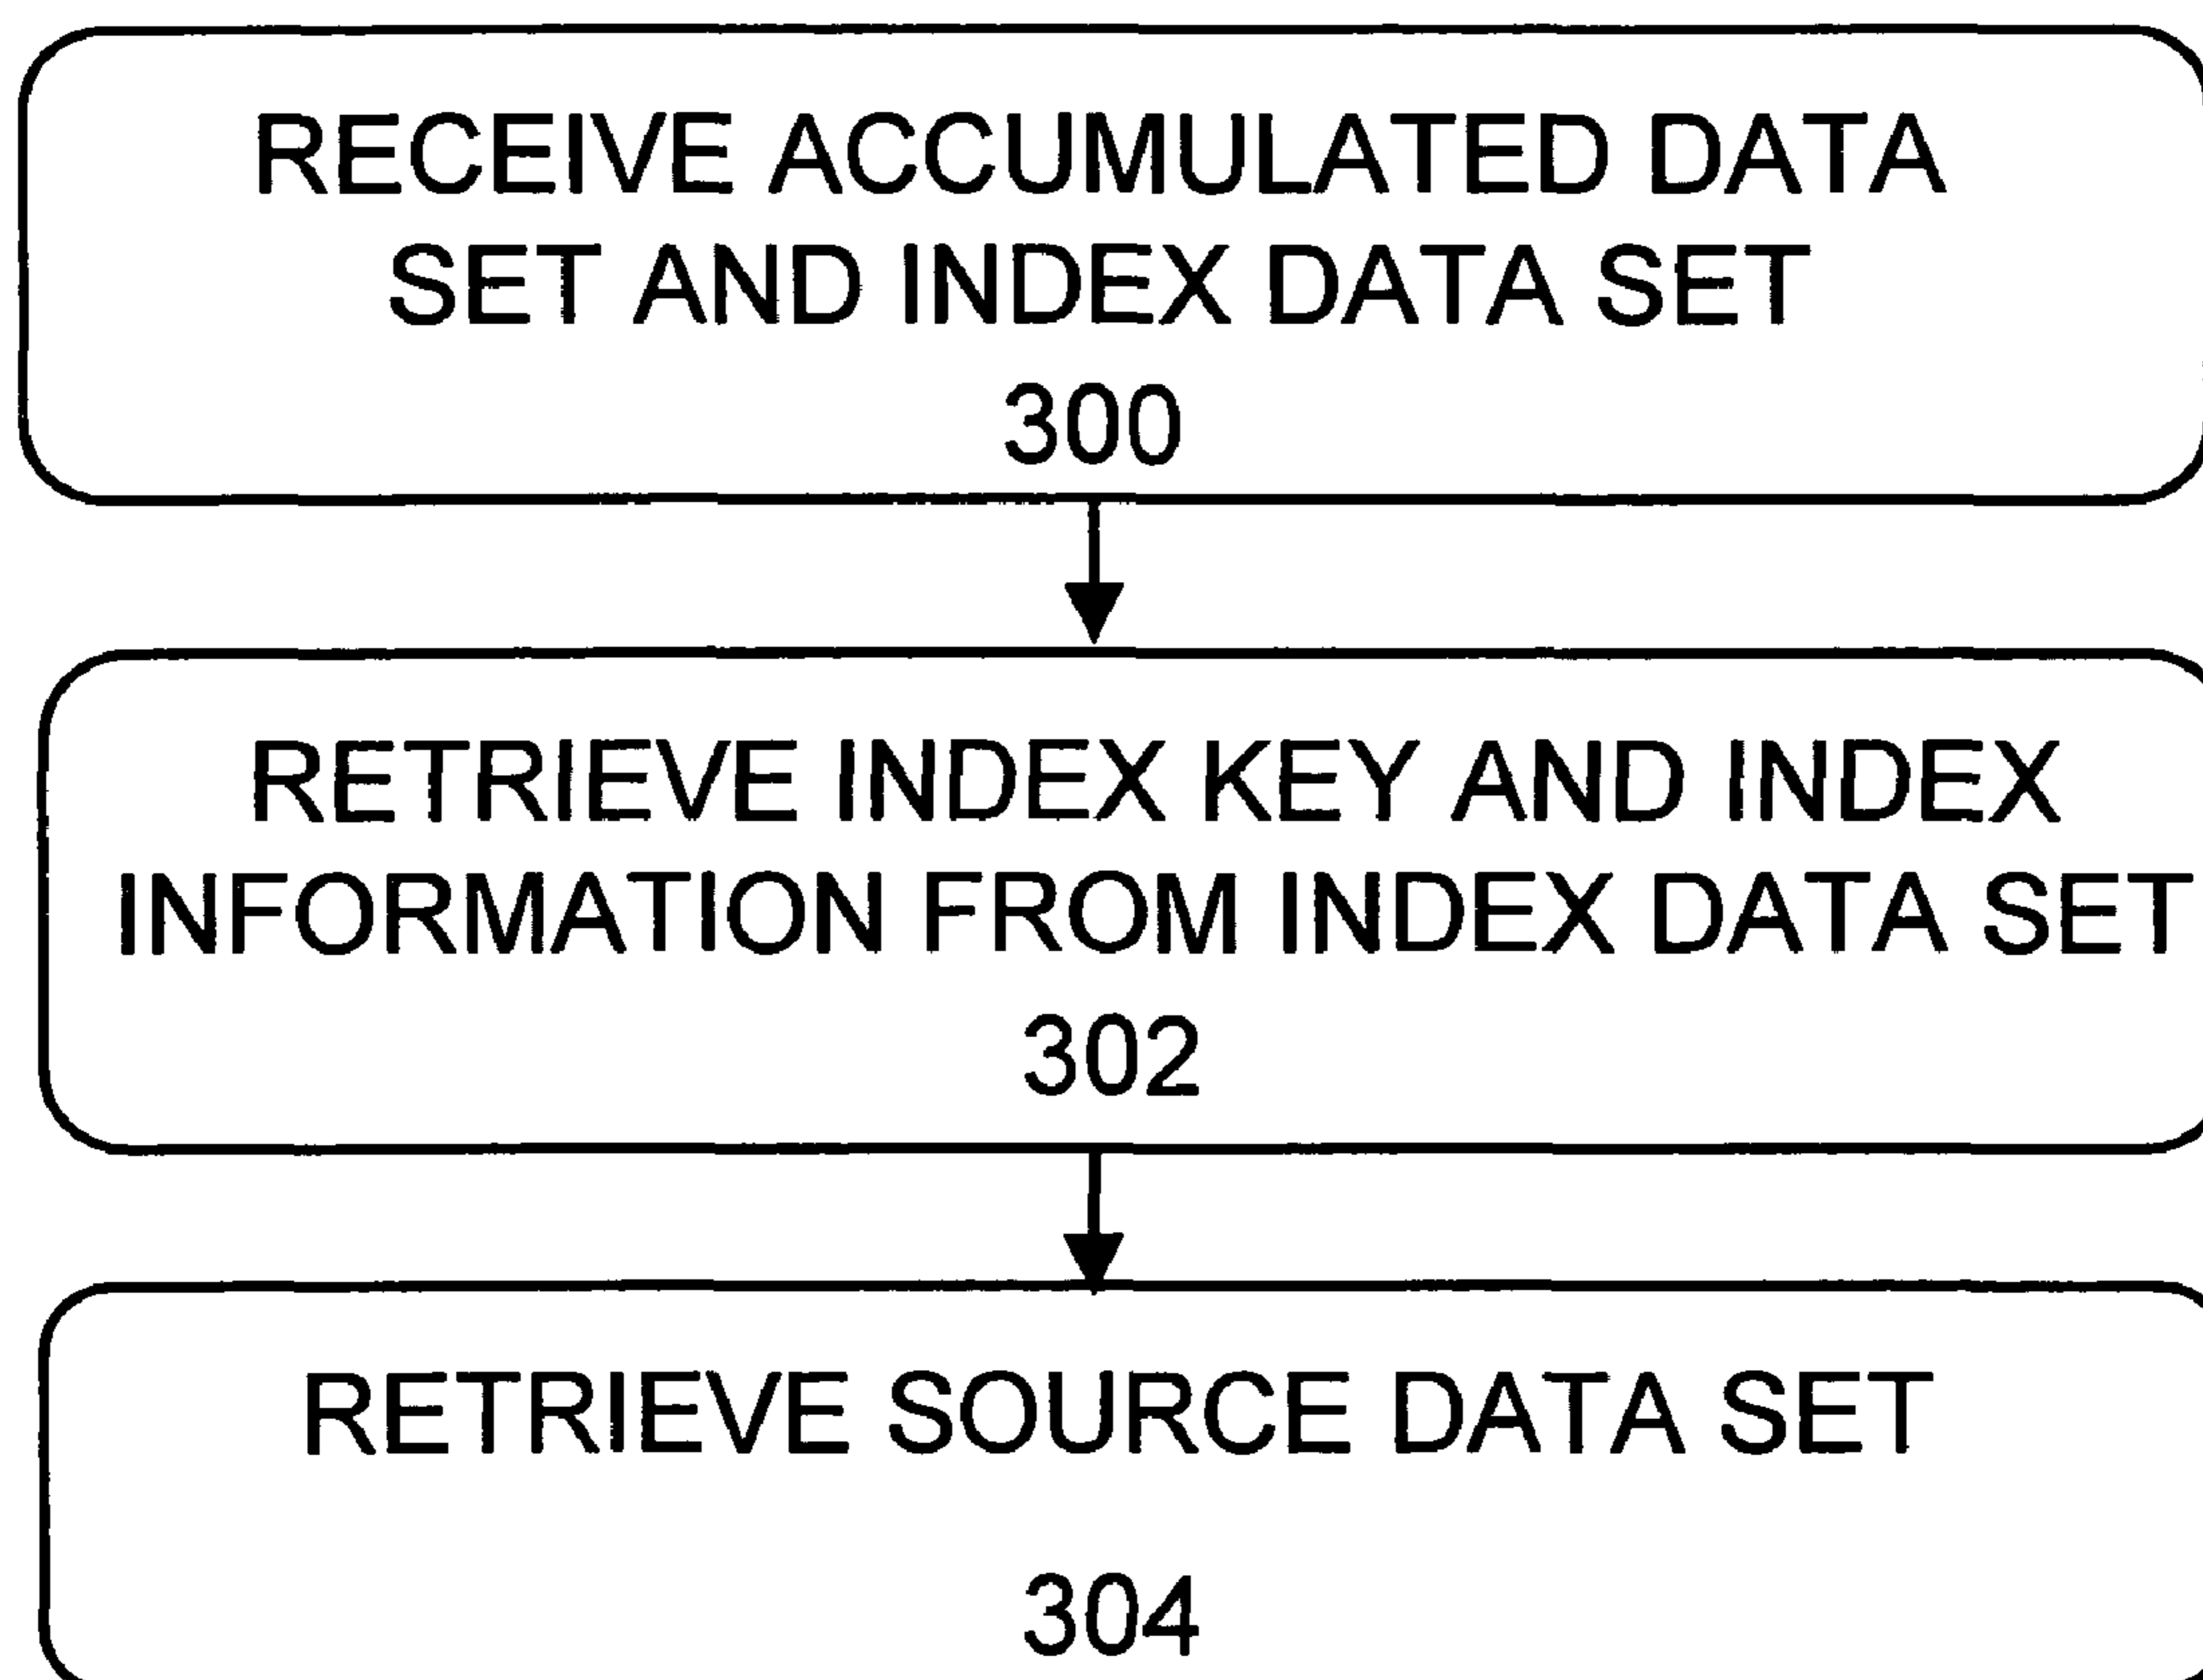 RECEIVE ACCUMULATED DATA
SET AND INDEX DATA SET
300
RETRIEVE INDEX KEY AND INDEX
INFORMATION FROM INDEX DATA SET
302
RETRIEVE SOURCE DATA SET
304